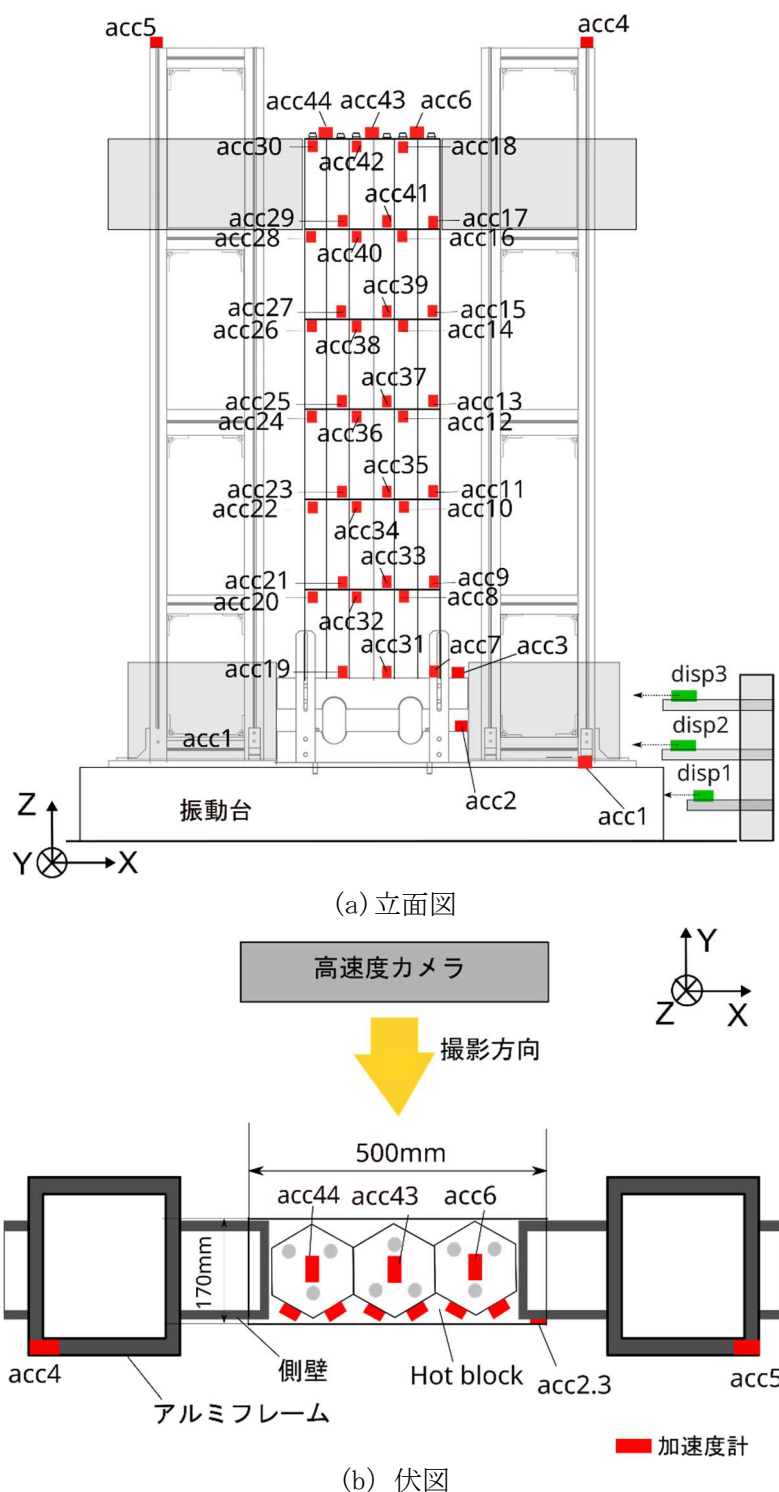 acc5
acc4
acc44 acc43 acc6
acc30 acc42 acc18
acc41
acc29 acc17
acc28 acc40 acc16
acc39
acc27 acc15
acc26 acc38 acc14
acc37
acc25 acc13
acc24 acc36 acc12
acc35
acc23 acc11
acc22 acc34 acc10
acc33
acc21 acc9
acc20 acc32 acc8
acc31 acc7 acc3
acc19
disp3
disp2
acc1
disp1
acc2 acc1
振動台
Z
Y X
(a)立面図
高速度カメラ
Y
Z X
撮影方向
500mm
acc44 acc43 acc6
170mm
acc4 側壁 Hot block acc2.3 acc5
アルミフレーム
加速度計
(b) 伏図